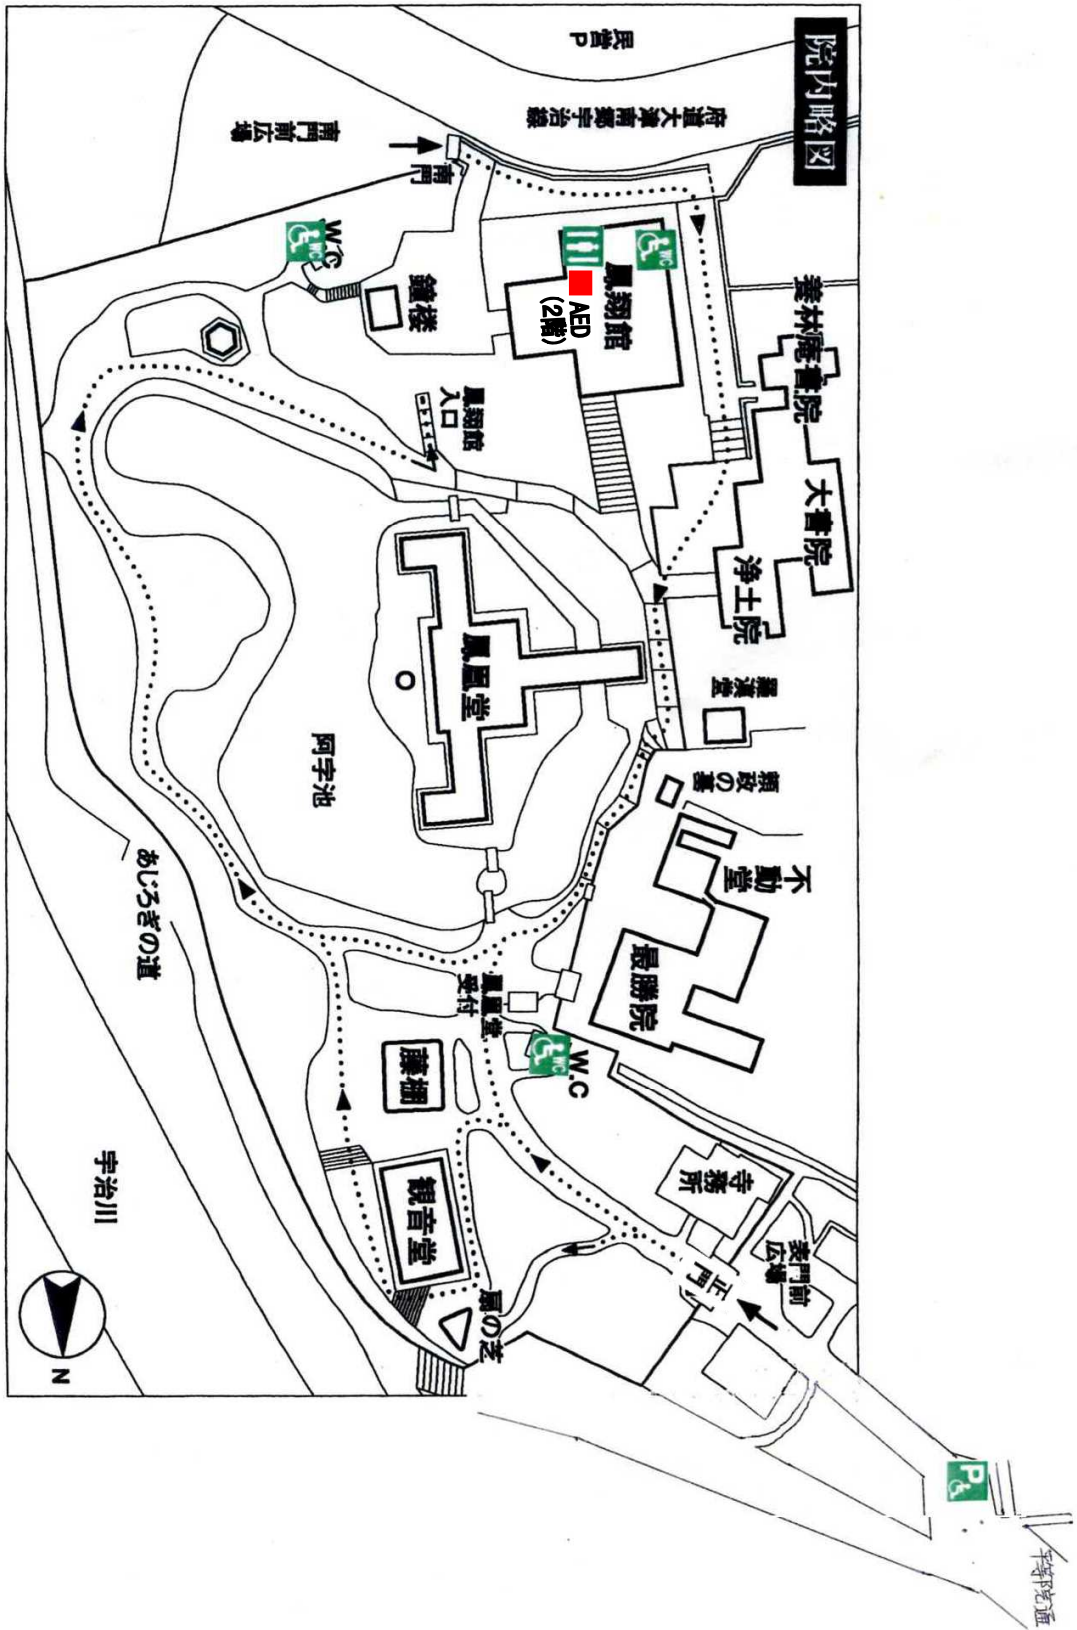 院内略図
民営P
府道大津南郷宇治線
南門前広場
南門
W.C
WC
WC
鐘楼
鳳翔館
AED
(2階)
養林庵書院
鳳翔館
入口
大書院
浄土院
羅漢堂
鳳凰堂
阿字池
頼政の墓
不動堂
あじろぎの道
最勝院
鳳凰堂
受付
W.C
WC
藤棚
寺務所
観音堂
表門前
広場
正門
扇の芝
宇治川
N
P
平等院通